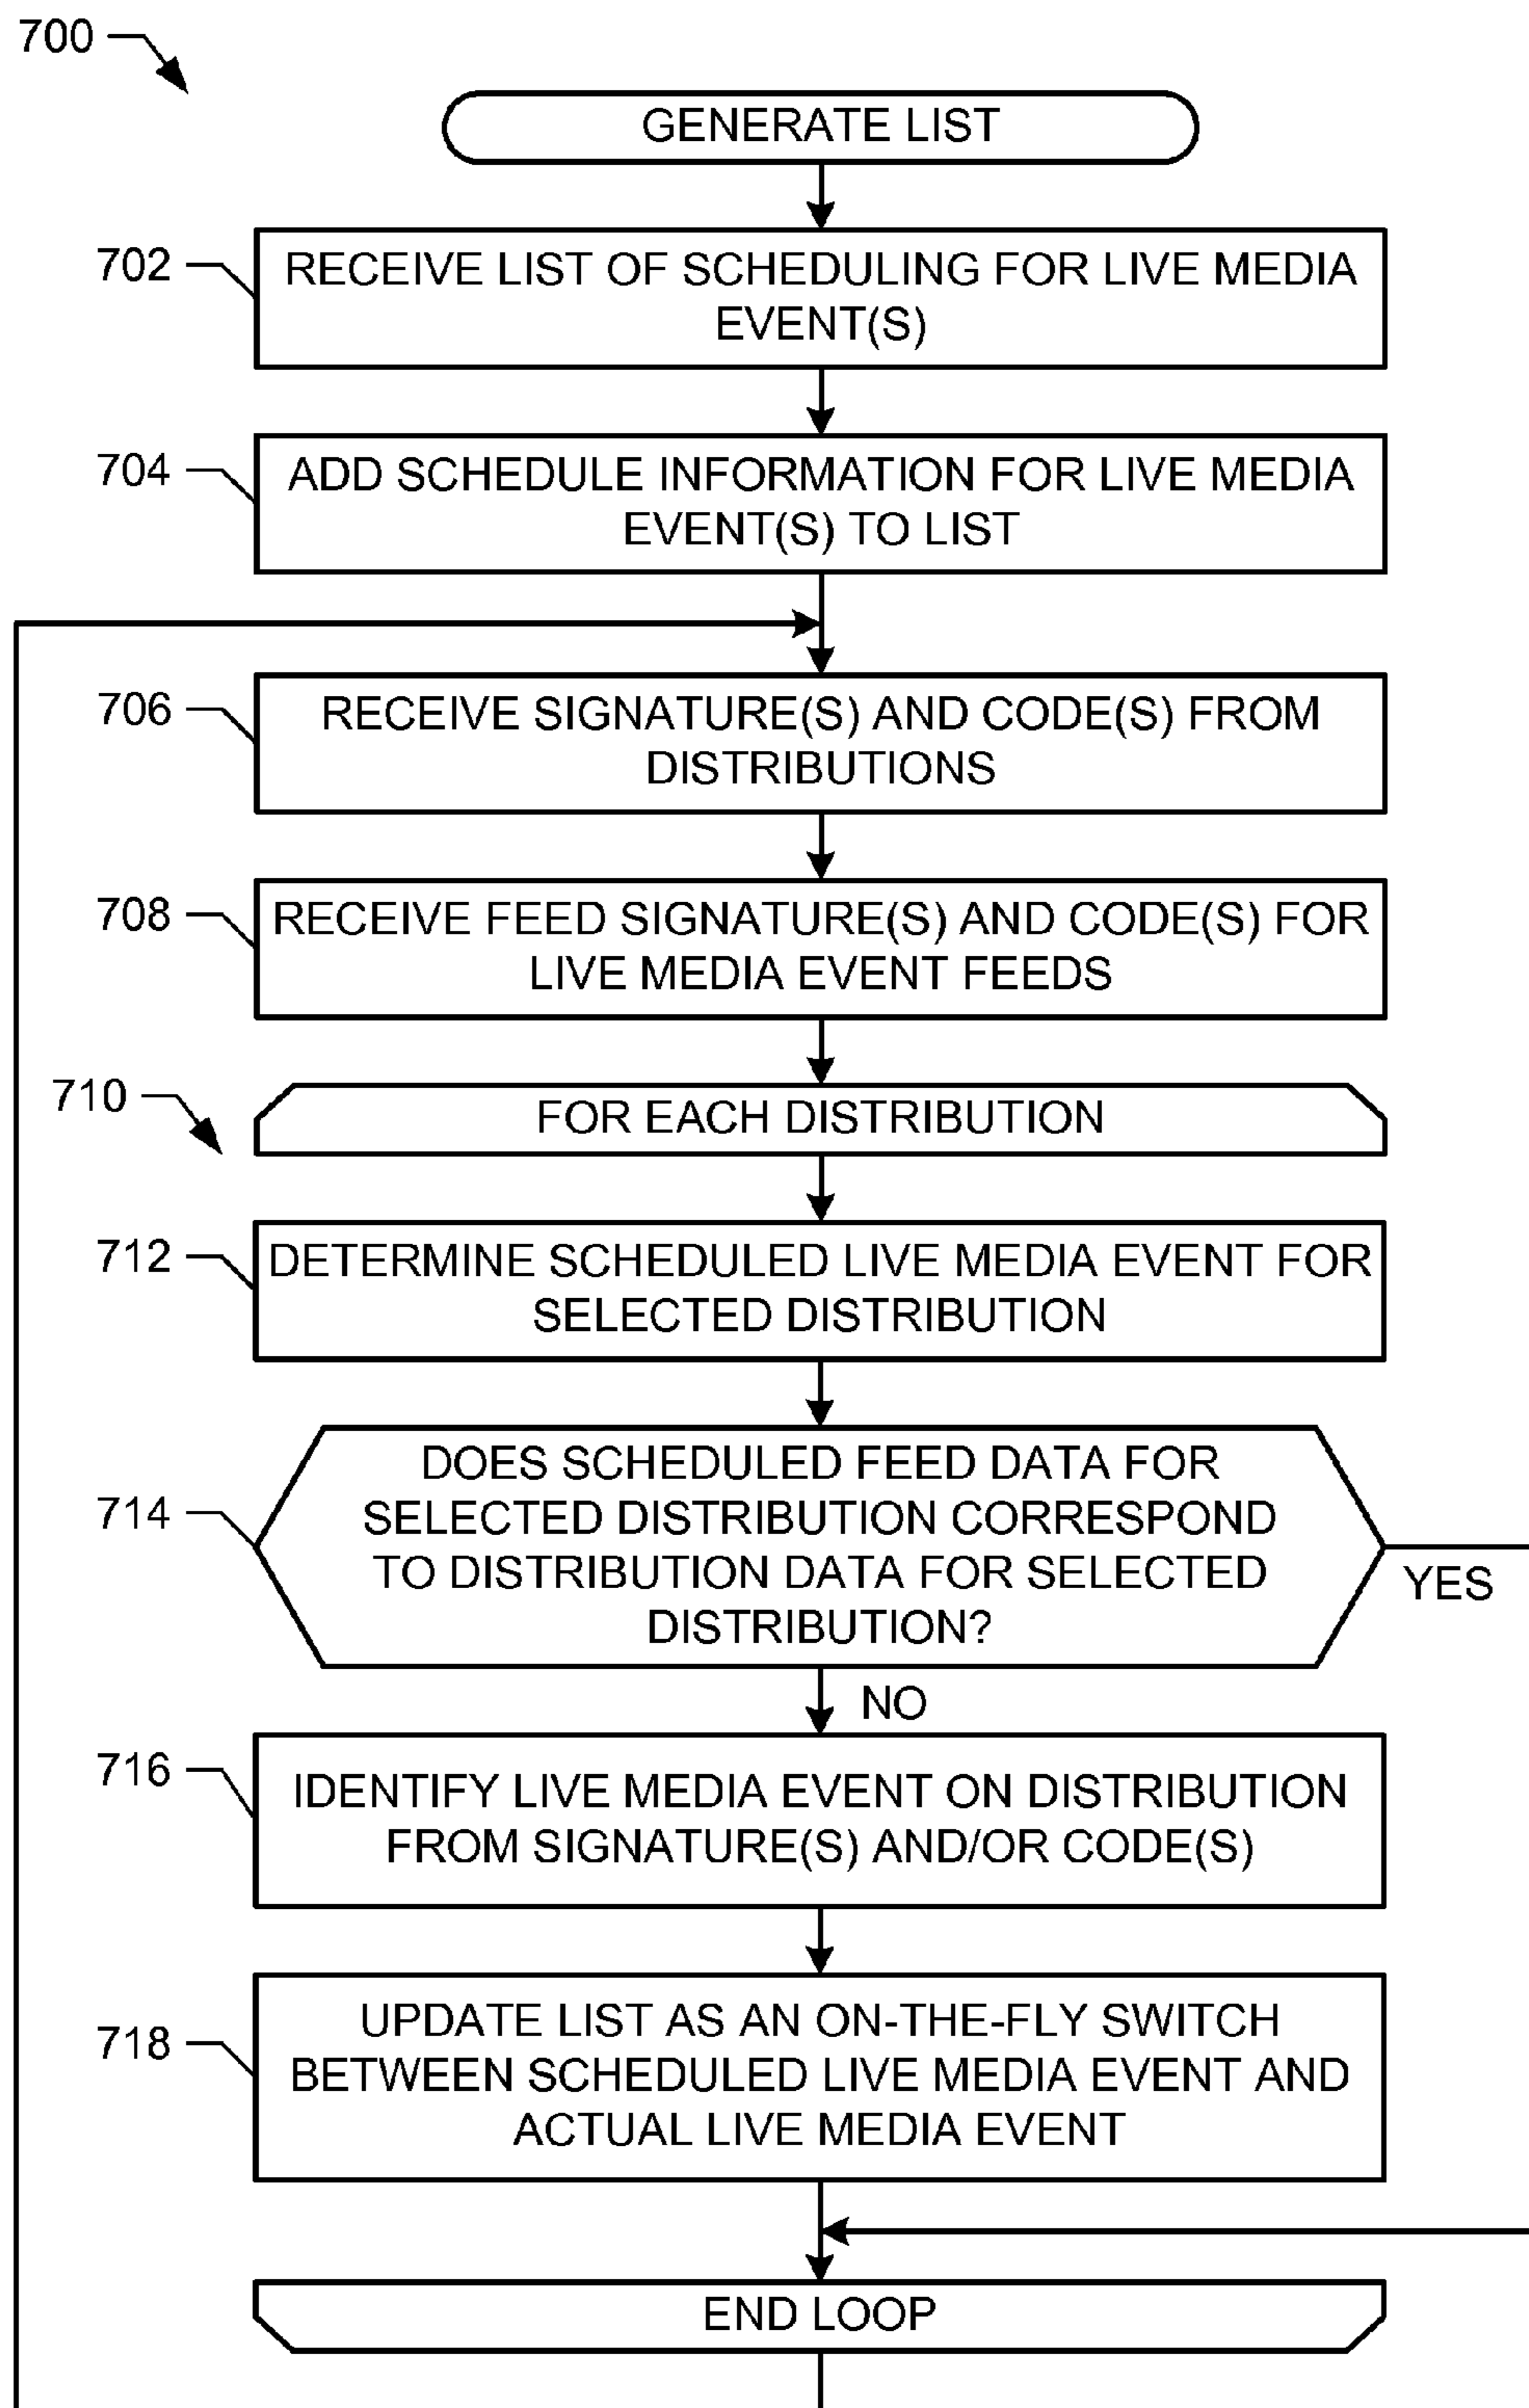 700
GENERATE LIST
702
RECEIVE LIST OF SCHEDULING FOR LIVE MEDIA
EVENT(S)
704
ADD SCHEDULE INFORMATION FOR LIVE MEDIA
EVENT(S) TO LIST
706
RECEIVE SIGNATURE(S) AND CODE(S) FROM
DISTRIBUTIONS
708
RECEIVE FEED SIGNATURE(S) AND CODE(S) FOR
LIVE MEDIA EVENT FEEDS
710
FOR EACH DISTRIBUTION
712
DETERMINE SCHEDULED LIVE MEDIA EVENT FOR
SELECTED DISTRIBUTION
714
DOES SCHEDULED FEED DATA FOR
SELECTED DISTRIBUTION CORRESPOND
TO DISTRIBUTION DATA FOR SELECTED
DISTRIBUTION?
YES
NO
716
IDENTIFY LIVE MEDIA EVENT ON DISTRIBUTION
FROM SIGNATURE(S) AND/OR CODE(S)
718
UPDATE LIST AS AN ON-THE-FLY SWITCH
BETWEEN SCHEDULED LIVE MEDIA EVENT AND
ACTUAL LIVE MEDIA EVENT
END LOOP